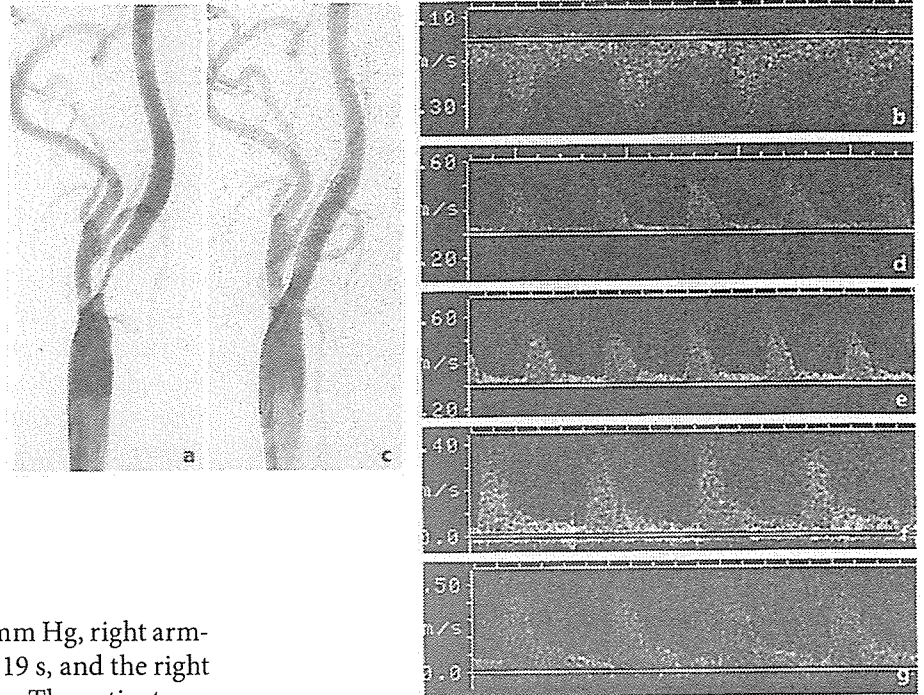 a
c
.10
m/s
.30
b
.60
m/s
.20
d
.60
m/s
.20
e
.40
m/s
0.0
f
.50
m/s
0.0
g
mm Hg, right arm-
19 s, and the right
The patient